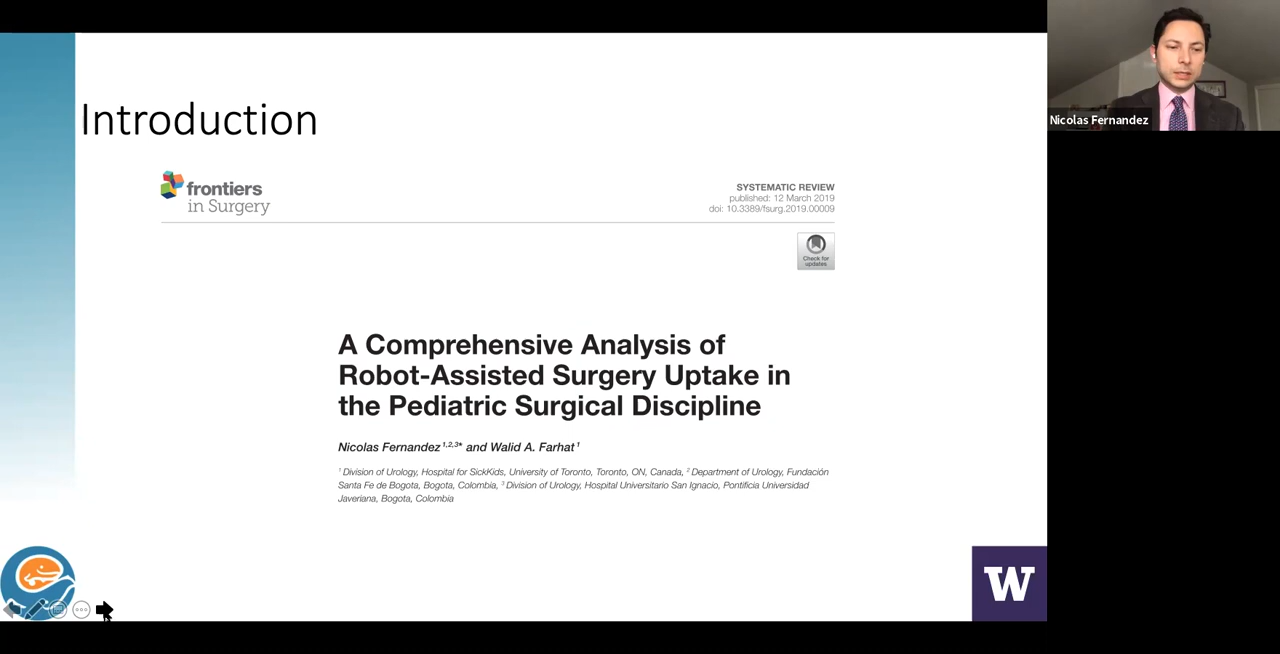 Introduction
frontiers
in Surgery
SYSTEMATIC REVIEW
published: 12 March 2019
doi: 10.3389/fsurg.2019.00009
Check for
updates
A Comprehensive Analysis of
Robot-Assisted Surgery Uptake in
the Pediatric Surgical Discipline
Nicolas Fernandez 1,2,3* and Walid A. Farhat 1
1 Division of Urology, Hospital for SickKids, University of Toronto, Toronto, ON, Canada, 2 Department of Urology, Fundación
Santa Fe de Bogota, Bogota, Colombia, 3 Division of Urology, Hospital Universitario San Ignacio, Pontificia Universidad
Javeriana, Bogota, Colombia
W
Nicolas Fernandez